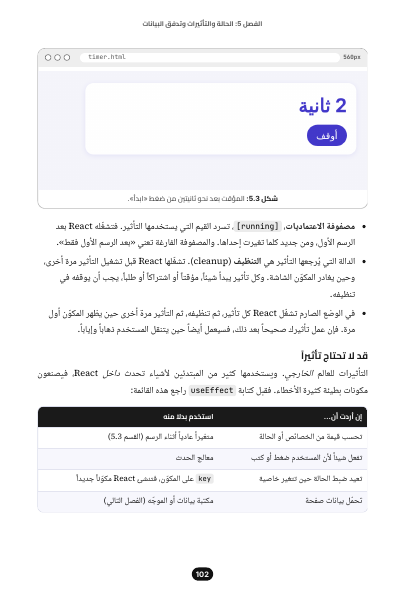 الفصل 5: الحالة والتأثيرات وتدفق البيانات
timer.html
560px
2 ثانية
أوقف
شكل 5.3: المؤقت بعد نحو ثانيتين من ضغط «ابدأ».
• مصفوفة الاعتماديات، [running]، تسرد القيم التي يستخدمها التأثير. فتشغّله React بعد
الرسم الأول، ومن جديد كلما تغيرت إحداها. والمصفوفة الفارغة تعني «بعد الرسم الأول فقط».
• الدالة التي يُرجعها التأثير هي التنظيف (cleanup). تشغّلها React قبل تشغيل التأثير مرة أخرى،
وحين يغادر المكوّن الشاشة. وكل تأثير يبدأ شيئاً، مؤقتاً أو اشتراكاً أو طلباً، يجب أن يوقفه في
تنظيفه.
• في الوضع الصارم تشغّل React كل تأثير، ثم تنظيفه، ثم التأثير مرة أخرى حين يظهر المكوّن أول
مرة. فإن عمل تأثيرك صحيحاً بعد ذلك، فسيعمل أيضاً حين يتنقل المستخدم ذهاباً وإياباً.
قد لا تحتاج تأثيراً
التأثيرات للعالم الخارجي. ويستخدمها كثير من المبتدئين لأشياء تحدث داخل React، فيصنعون
مكونات بطيئة كثيرة الأخطاء. فقبل كتابة useEffect راجع هذه القائمة:
إن أردت أن… استخدم بدلاً منه
تحسب قيمة من الخصائص أو الحالة متغيراً عادياً أثناء الرسم (القسم 5.3)
تفعل شيئاً لأن المستخدم ضغط أو كتب معالج الحدث
تعيد ضبط الحالة حين تتغير خاصية key على المكوّن، فتنشئ React مكوّناً جديداً
تحمّل بيانات صفحة مكتبة بيانات أو الموجّه (الفصل التالي)
102